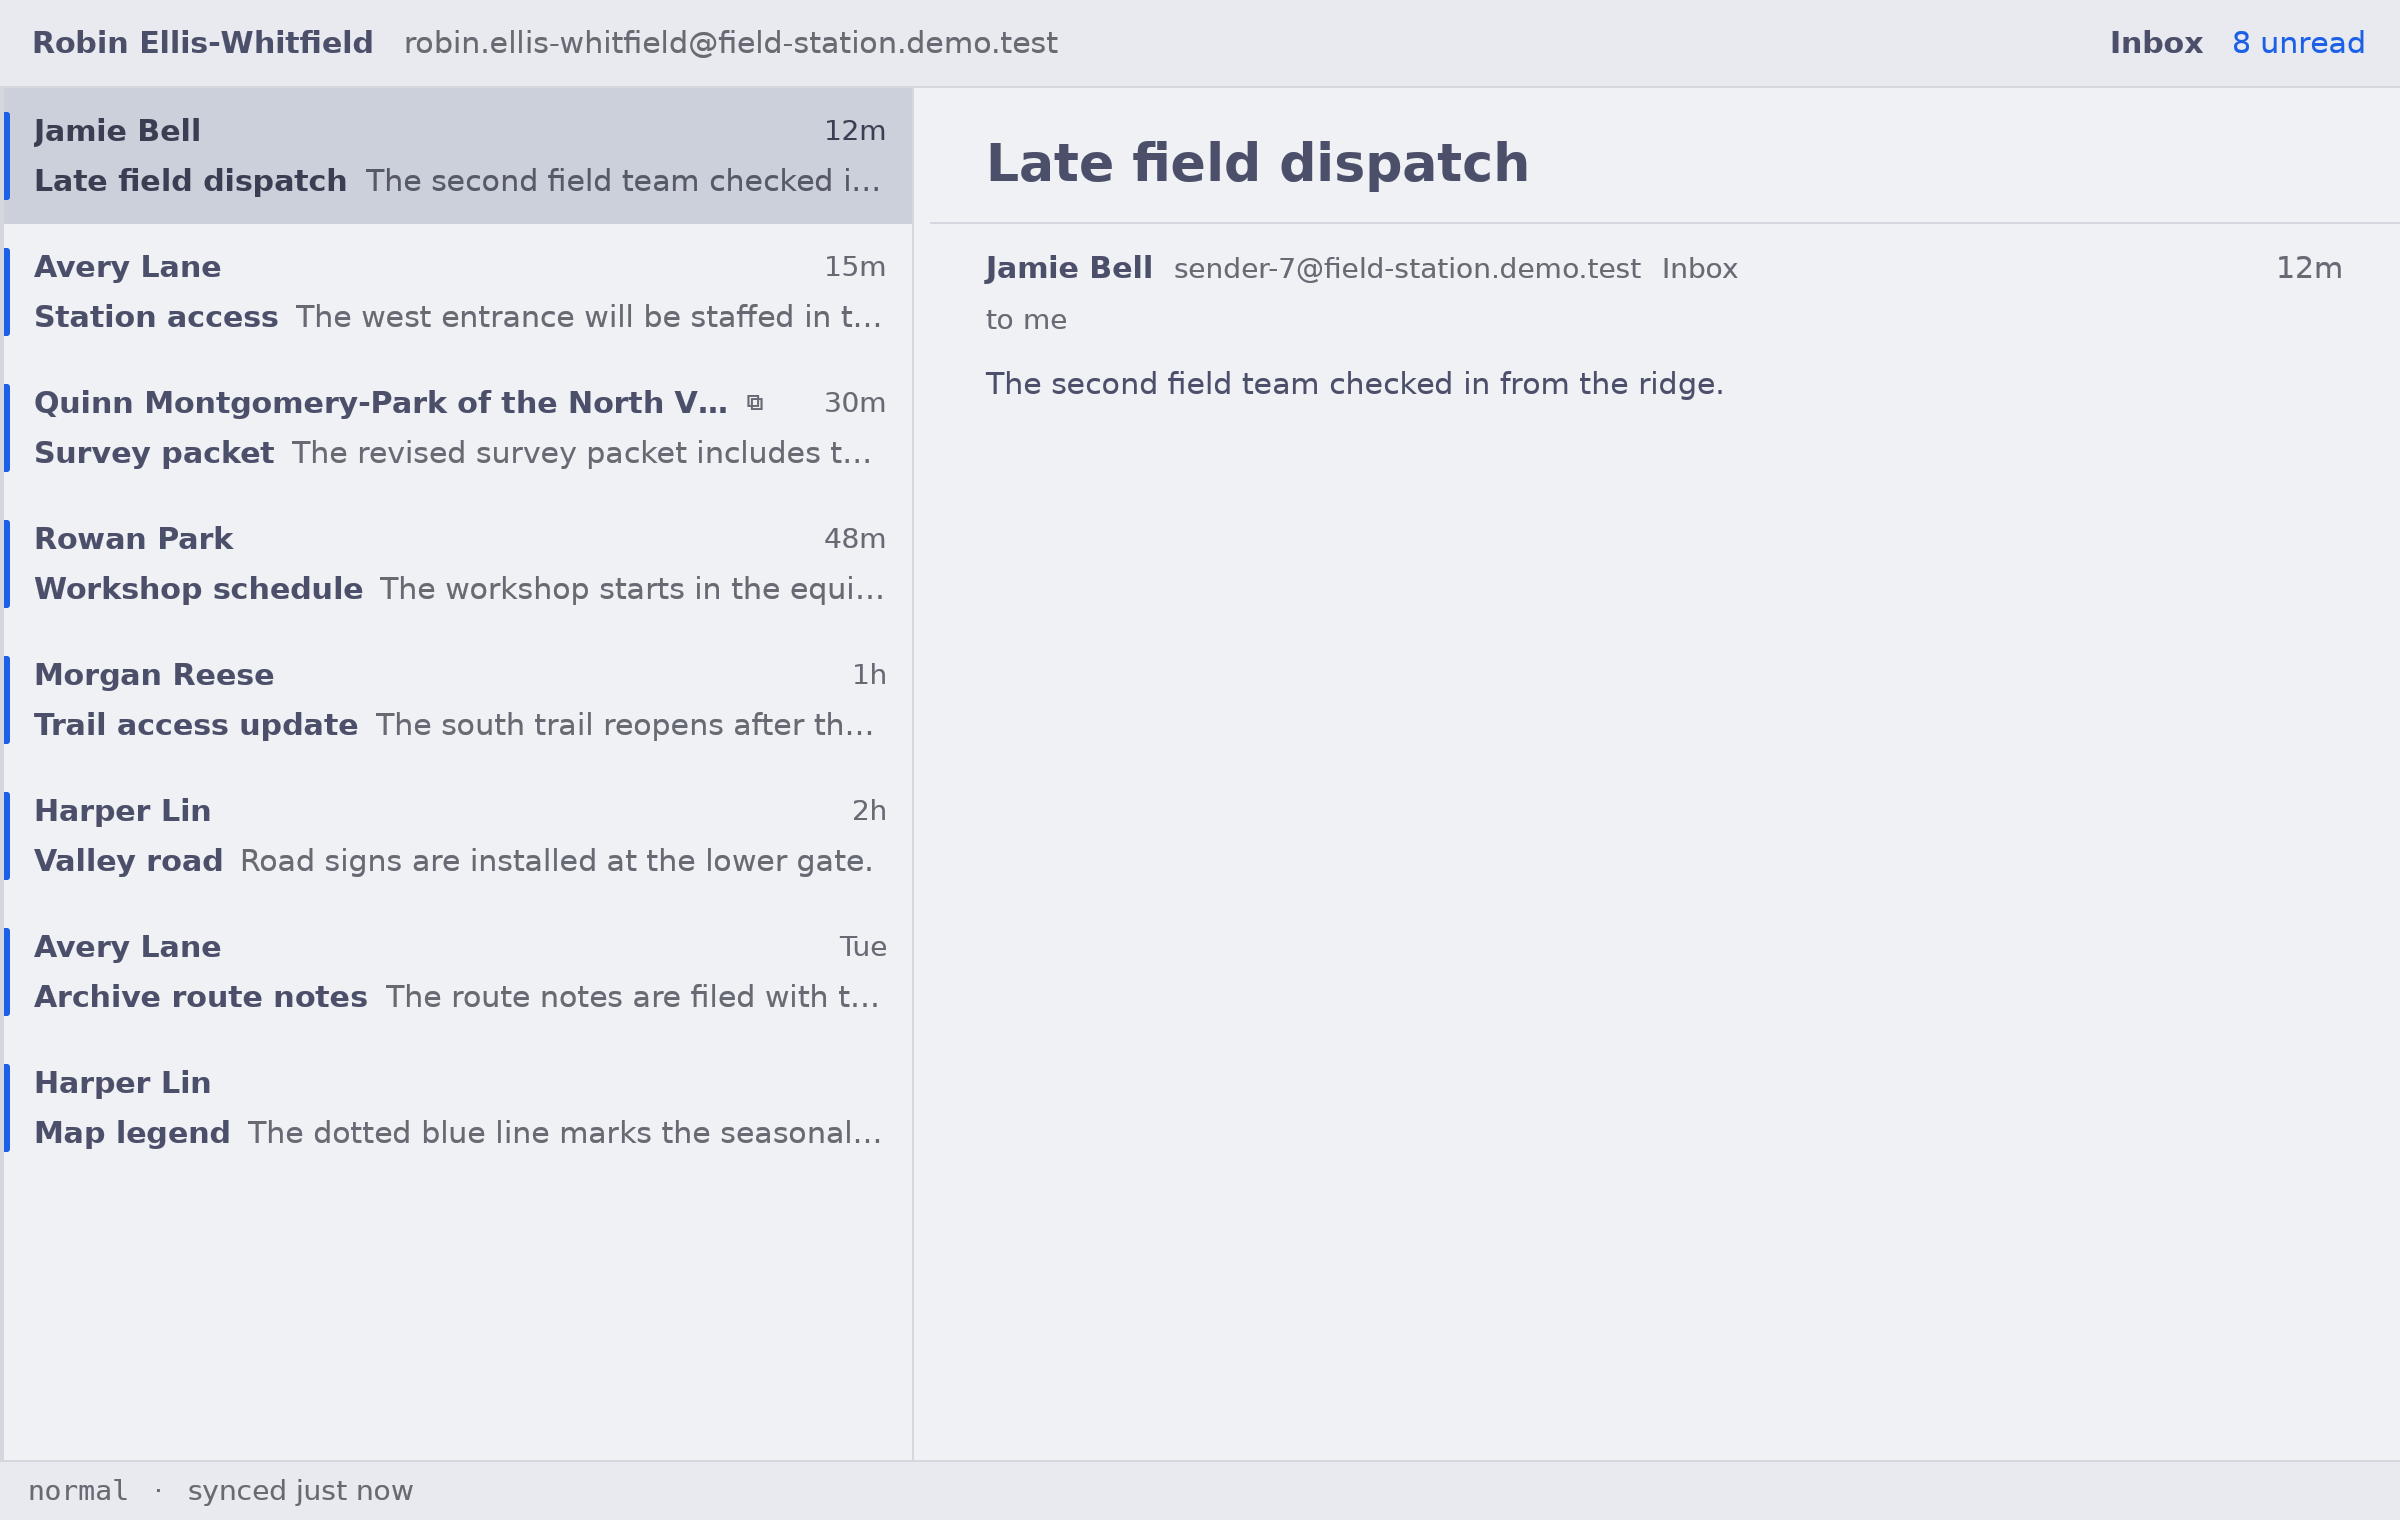 Robin Ellis-Whitfield robin.ellis-whitfield@field-station.demo.test Inbox 8 unread
Jamie Bell 12m
Late field dispatch The second field team checked i...
Avery Lane 15m
Station access The west entrance will be staffed in t...
Quinn Montgomery-Park of the North V... 30m
Survey packet The revised survey packet includes t...
Rowan Park 48m
Workshop schedule The workshop starts in the equi...
Morgan Reese 1h
Trail access update The south trail reopens after th...
Harper Lin 2h
Valley road Road signs are installed at the lower gate.
Avery Lane Tue
Archive route notes The route notes are filed with t...
Harper Lin
Map legend The dotted blue line marks the seasonal...
Late field dispatch
Jamie Bell sender-7@field-station.demo.test Inbox 12m
to me
The second field team checked in from the ridge.
normal · synced just now